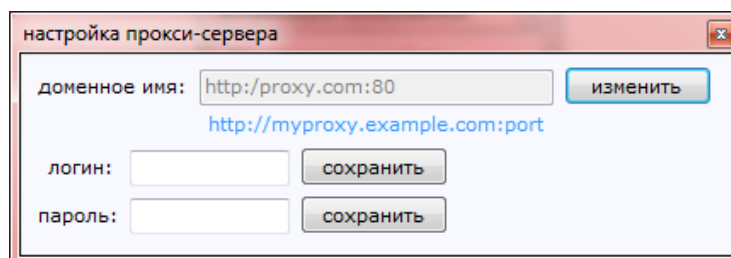 настройка прокси-сервера
доменное имя: http:/proxy.com:80 изменить
http://myproxy.example.com:port
логин: сохранить
пароль: сохранить